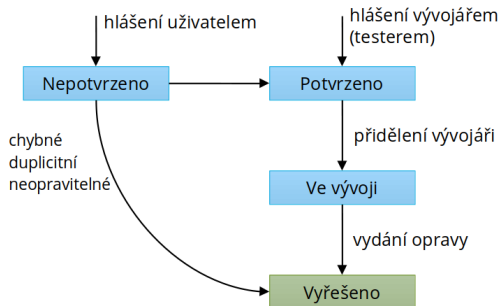 hlášení uživatelem
hlášení vývojářem
(testerem)
Nepotvrzeno
Potvrzeno
chybné
duplicitní
neopravitelné
přidělení vývojáři
Ve vývoji
vydání opravy
Vyřešeno